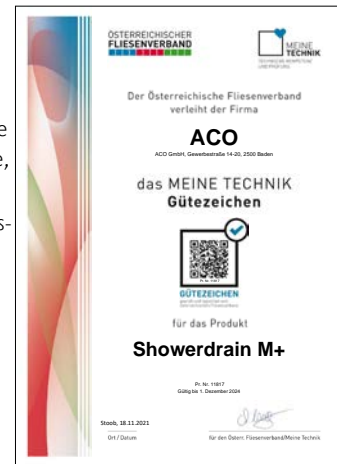 ÖSTERREICHISCHER
FLIESENVERBAND
MEINE
TECHNIK
Der Österreichische Fliesenverband
verleiht der Firma
ACO
ACO GmbH, Gewerbestraße 14-20, 2500 Baden
das MEINE TECHNIK
Gütezeichen
GÜTEZEICHEN
für das Produkt
Showerdrain M+
Pr. Nr. 11817
Gültig bis 1. Dezember 2024
Stoob, 18.11.2021
Ort / Datum
für den Österr. Fliesenverband/Meine Technik